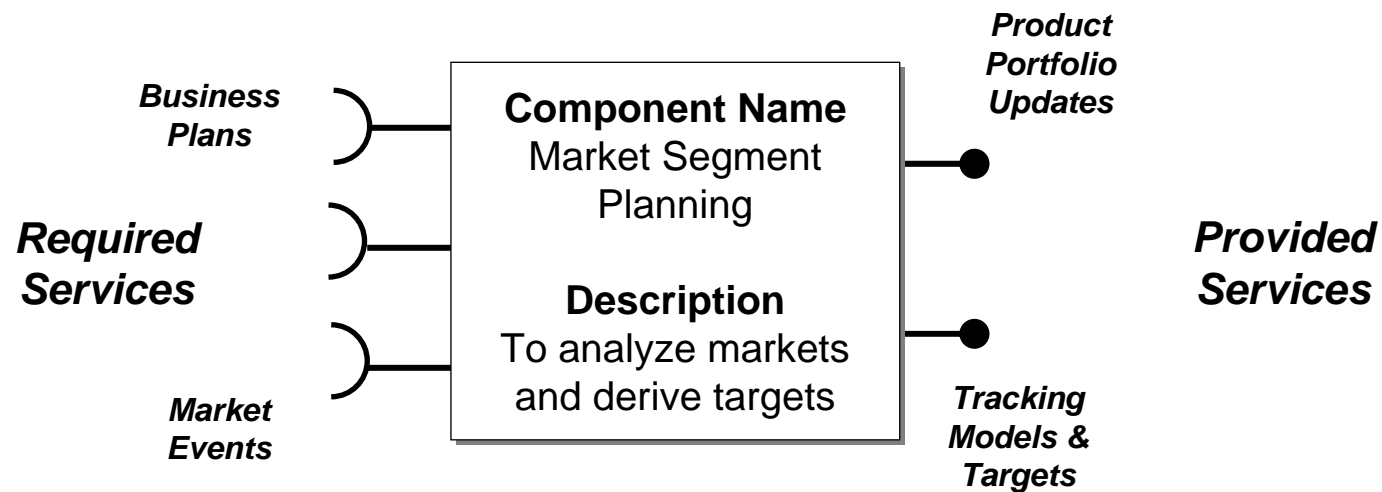 Business
Plans
Required
Services
Market
Events
Component Name
Market Segment
Planning
Description
To analyze markets
and derive targets
Product
Portfolio
Updates
Provided
Services
Tracking
Models &
Targets